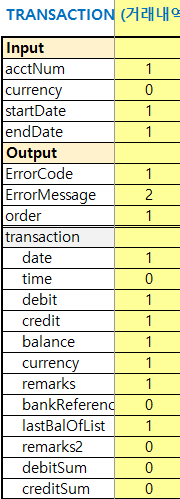 TRANSACTION (거래내역
Input
acctNum 1
currency 0
startDate 1
endDate 1
Output
ErrorCode 1
ErrorMessage 2
order 1
transaction
date 1
time 0
debit 1
credit 1
balance 1
currency 1
remarks 1
bankReferenc 0
lastBalOfList 1
remarks2 0
debitSum 0
creditSum 0